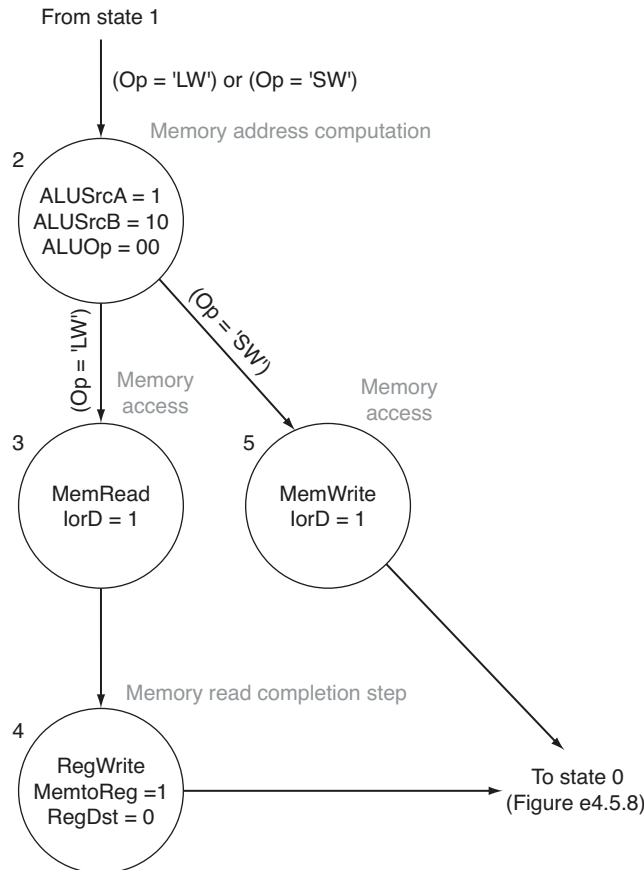 From state 1
(Op = 'LW') or (Op = 'SW')
Memory address computation
2
ALUSrcA = 1
ALUSrcB = 10
ALUOp = 00
(Op = 'LW')
(Op = 'SW')
Memory
access
Memory
access
3
5
MemRead
IorD = 1
MemWrite
IorD = 1
Memory read completion step
4
RegWrite
MemtoReg =1
RegDst = 0
To state 0
(Figure e4.5.8)